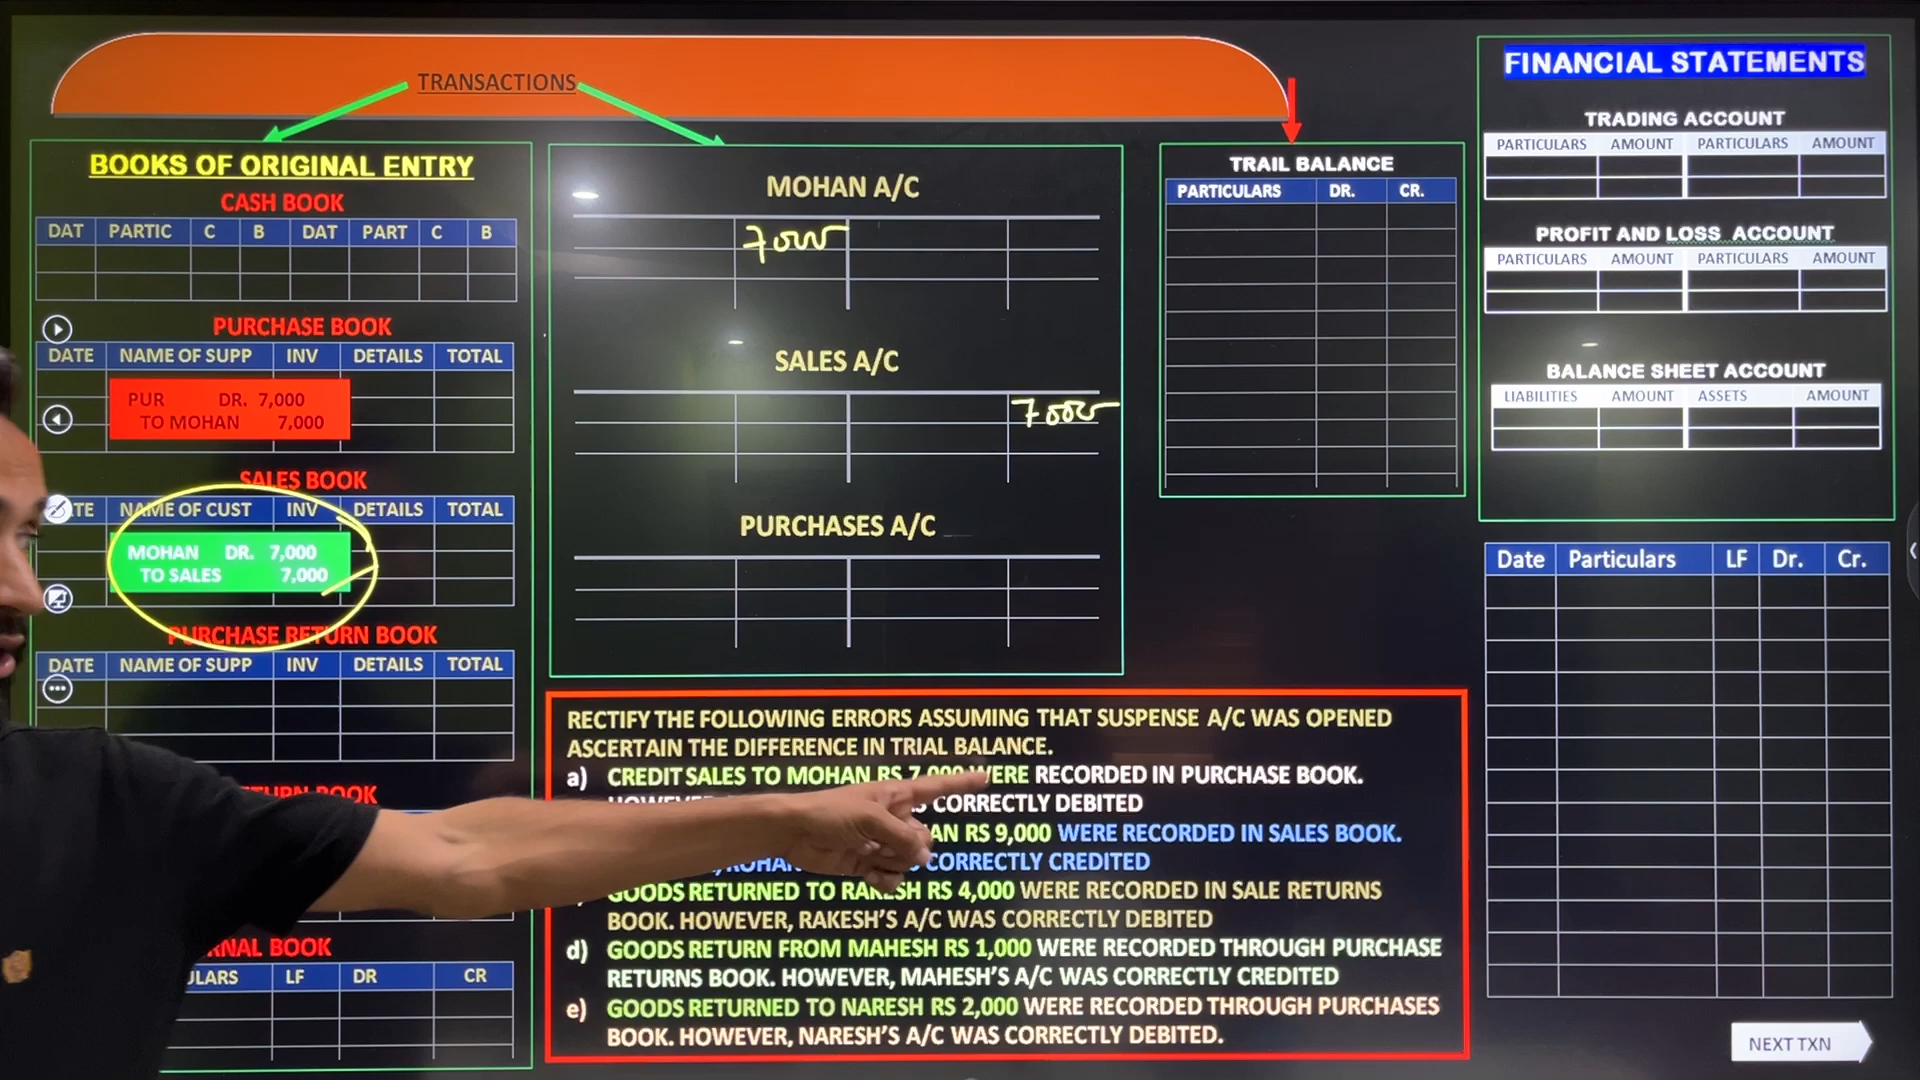 TRANSACTIONS
BOOKS OF ORIGINAL ENTRY
CASH BOOK
DAT PARTIC C B DAT PART C B
PURCHASE BOOK
DATE NAME OF SUPP INV DETAILS TOTAL
PUR DR. 7,000
TO MOHAN 7,000
SALES BOOK
NAME OF CUST INV DETAILS TOTAL
MOHAN DR. 7,000
TO SALES 7,000
PURCHASE RETURN BOOK
DATE NAME OF SUPP INV DETAILS TOTAL
BOOK
BOOK
LF DR CR
MOHAN A/C
7000
SALES A/C
7000
PURCHASES A/C
TRAIL BALANCE
PARTICULARS DR. CR.
RECTIFY THE FOLLOWING ERRORS ASSUMING THAT SUSPENSE A/C WAS OPENED
ASCERTAIN THE DIFFERENCE IN TRIAL BALANCE.
a) CREDIT SALES TO MOHAN RS 7,000 WERE RECORDED IN PURCHASE BOOK.
CORRECTLY DEBITED
RS 9,000 WERE RECORDED IN SALES BOOK.
CORRECTLY CREDITED
GOODS RETURNED TO RAKESH RS 4,000 WERE RECORDED IN SALE RETURNS
BOOK. HOWEVER, RAKESH'S A/C WAS CORRECTLY DEBITED
d) GOODS RETURN FROM MAHESH RS 1,000 WERE RECORDED THROUGH PURCHASE
RETURNS BOOK. HOWEVER, MAHESH'S A/C WAS CORRECTLY CREDITED
e) GOODS RETURNED TO NARESH RS 2,000 WERE RECORDED THROUGH PURCHASES
BOOK. HOWEVER, NARESH'S A/C WAS CORRECTLY DEBITED.
FINANCIAL STATEMENTS
TRADING ACCOUNT
PARTICULARS AMOUNT PARTICULARS AMOUNT
PROFIT AND LOSS ACCOUNT
PARTICULARS AMOUNT PARTICULARS AMOUNT
BALANCE SHEET ACCOUNT
LIABILITIES AMOUNT ASSETS AMOUNT
Date Particulars LF Dr. Cr.
NEXT TXN